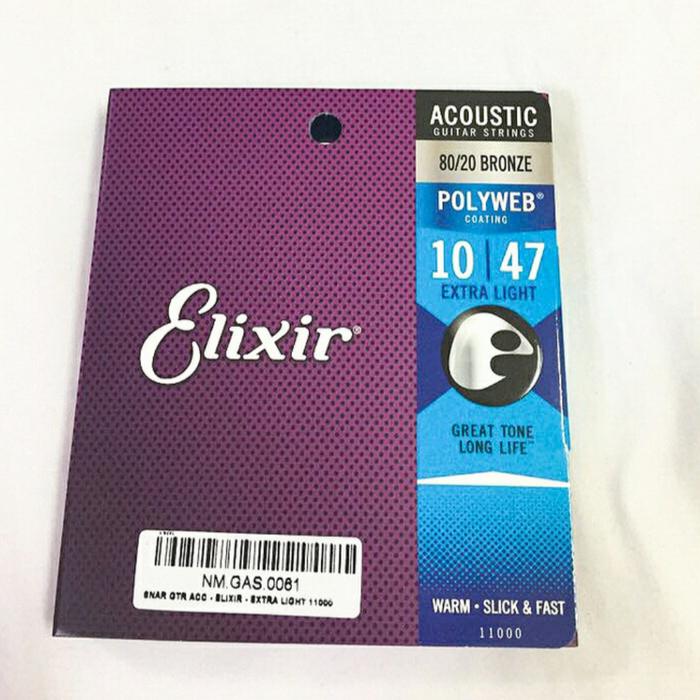 Elixir®
NM.GAS.0061
SNAR GTR ACC - ELIXIR - EXTRA LIGHT 11000
ACOUSTIC
GUITAR STRINGS
80/20 BRONZE
POLYWEB®
COATING
10 | 47
EXTRA LIGHT
GREAT TONE
LONG LIFE™
WARM • SLICK & FAST
11000